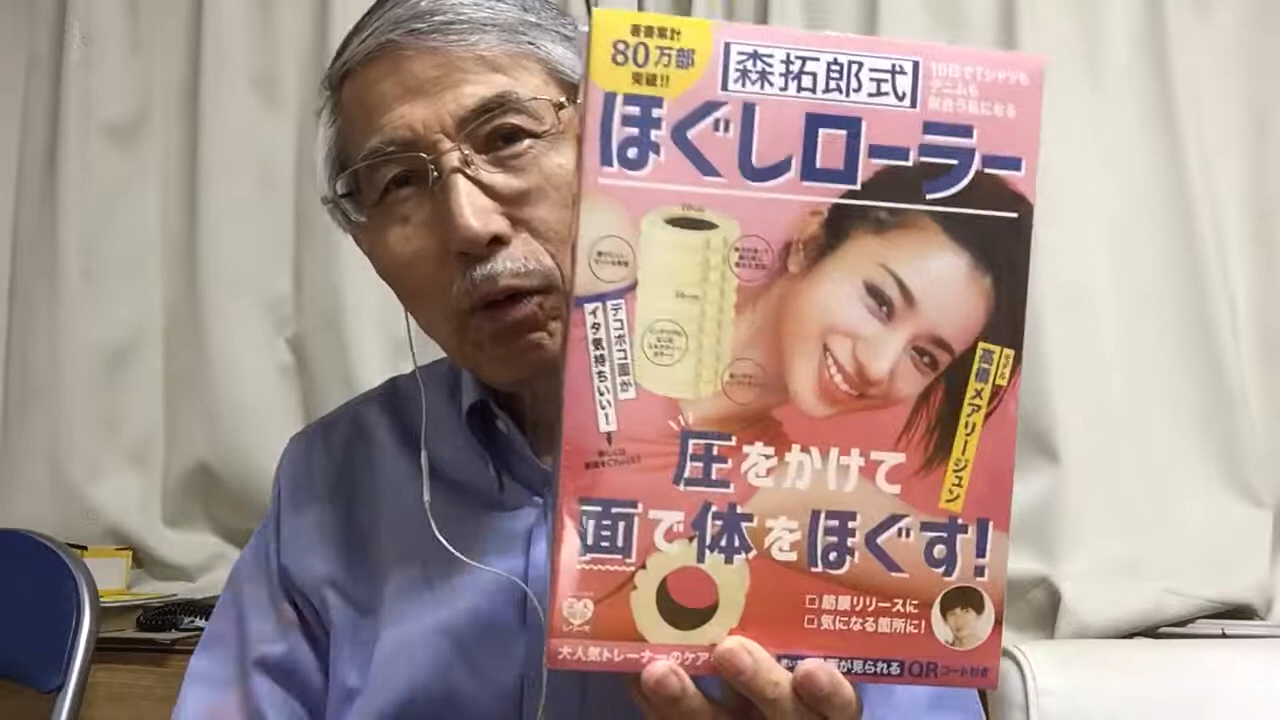 著書累計
80万部
突破!!
森拓郎式
10日でTシャツも
デニムも
似合う私になる
ほぐしローラー
デコボコ面が
イタ気持ちいい！
モデル
高橋メアリージュン
圧をかけて
面で体をほぐす!
□ 筋膜リリースに
□ 気になる箇所に!
シリーズ
大人気トレーナーのケア
が見られる QRコード付き